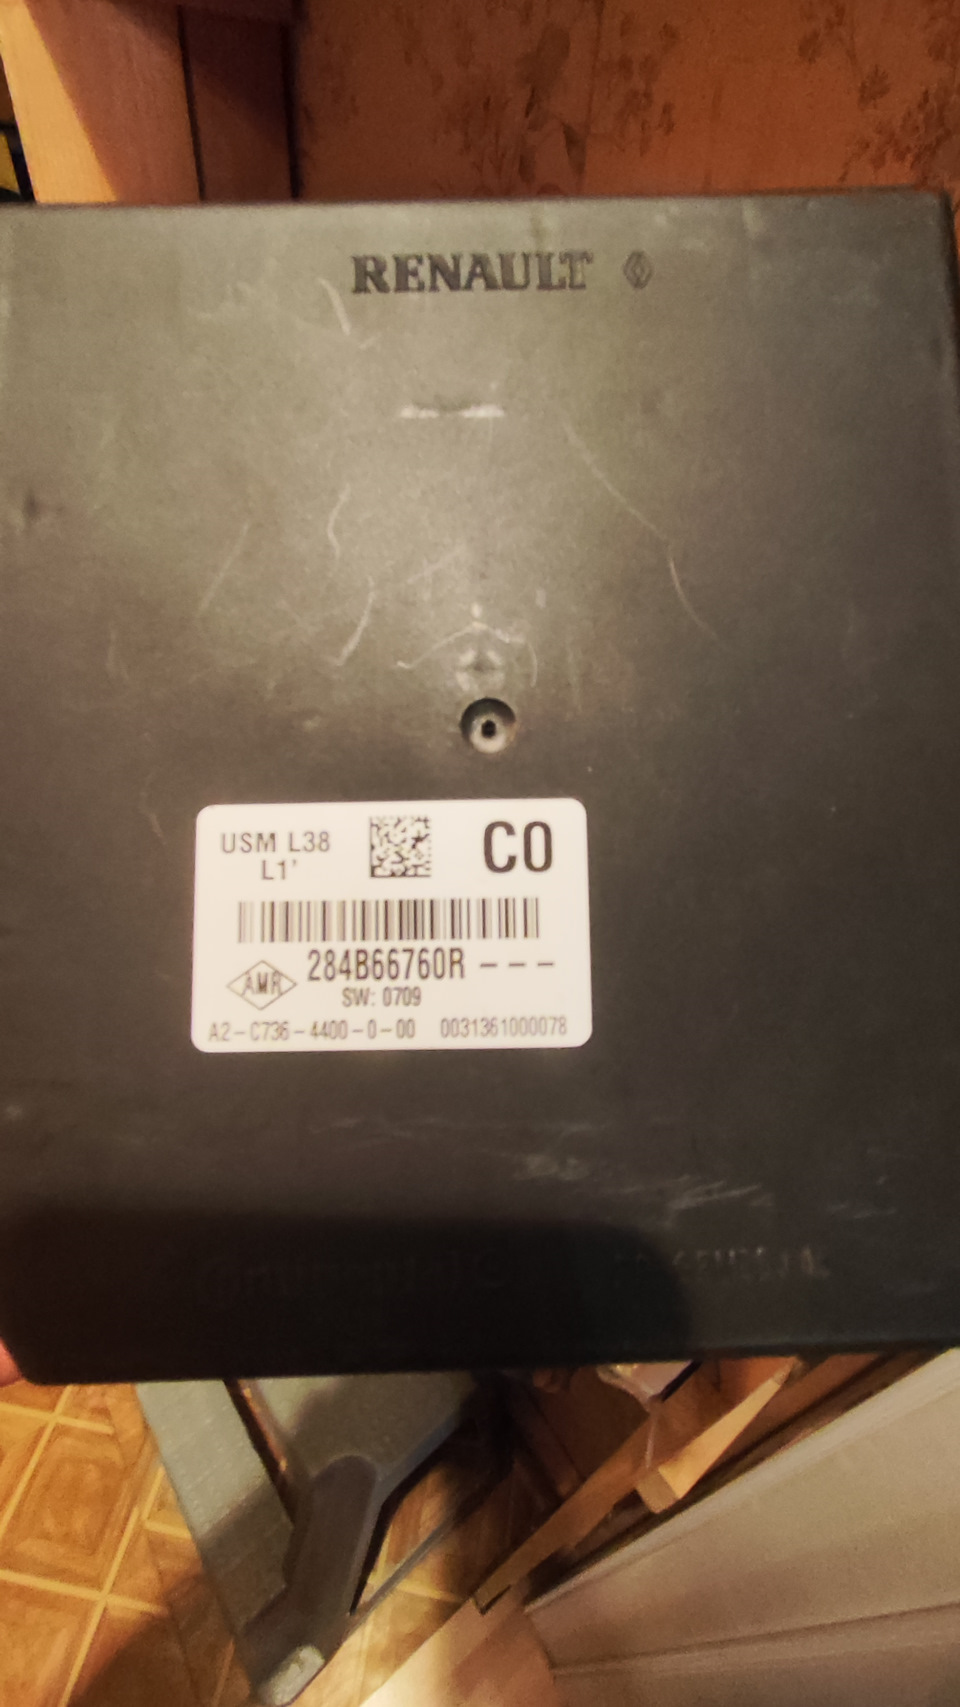 RENAULT
USM L38
L1'
C0
284B66760R - - -
AMR
SW: 0709
A2-C736-4400-0-00 0031361000078